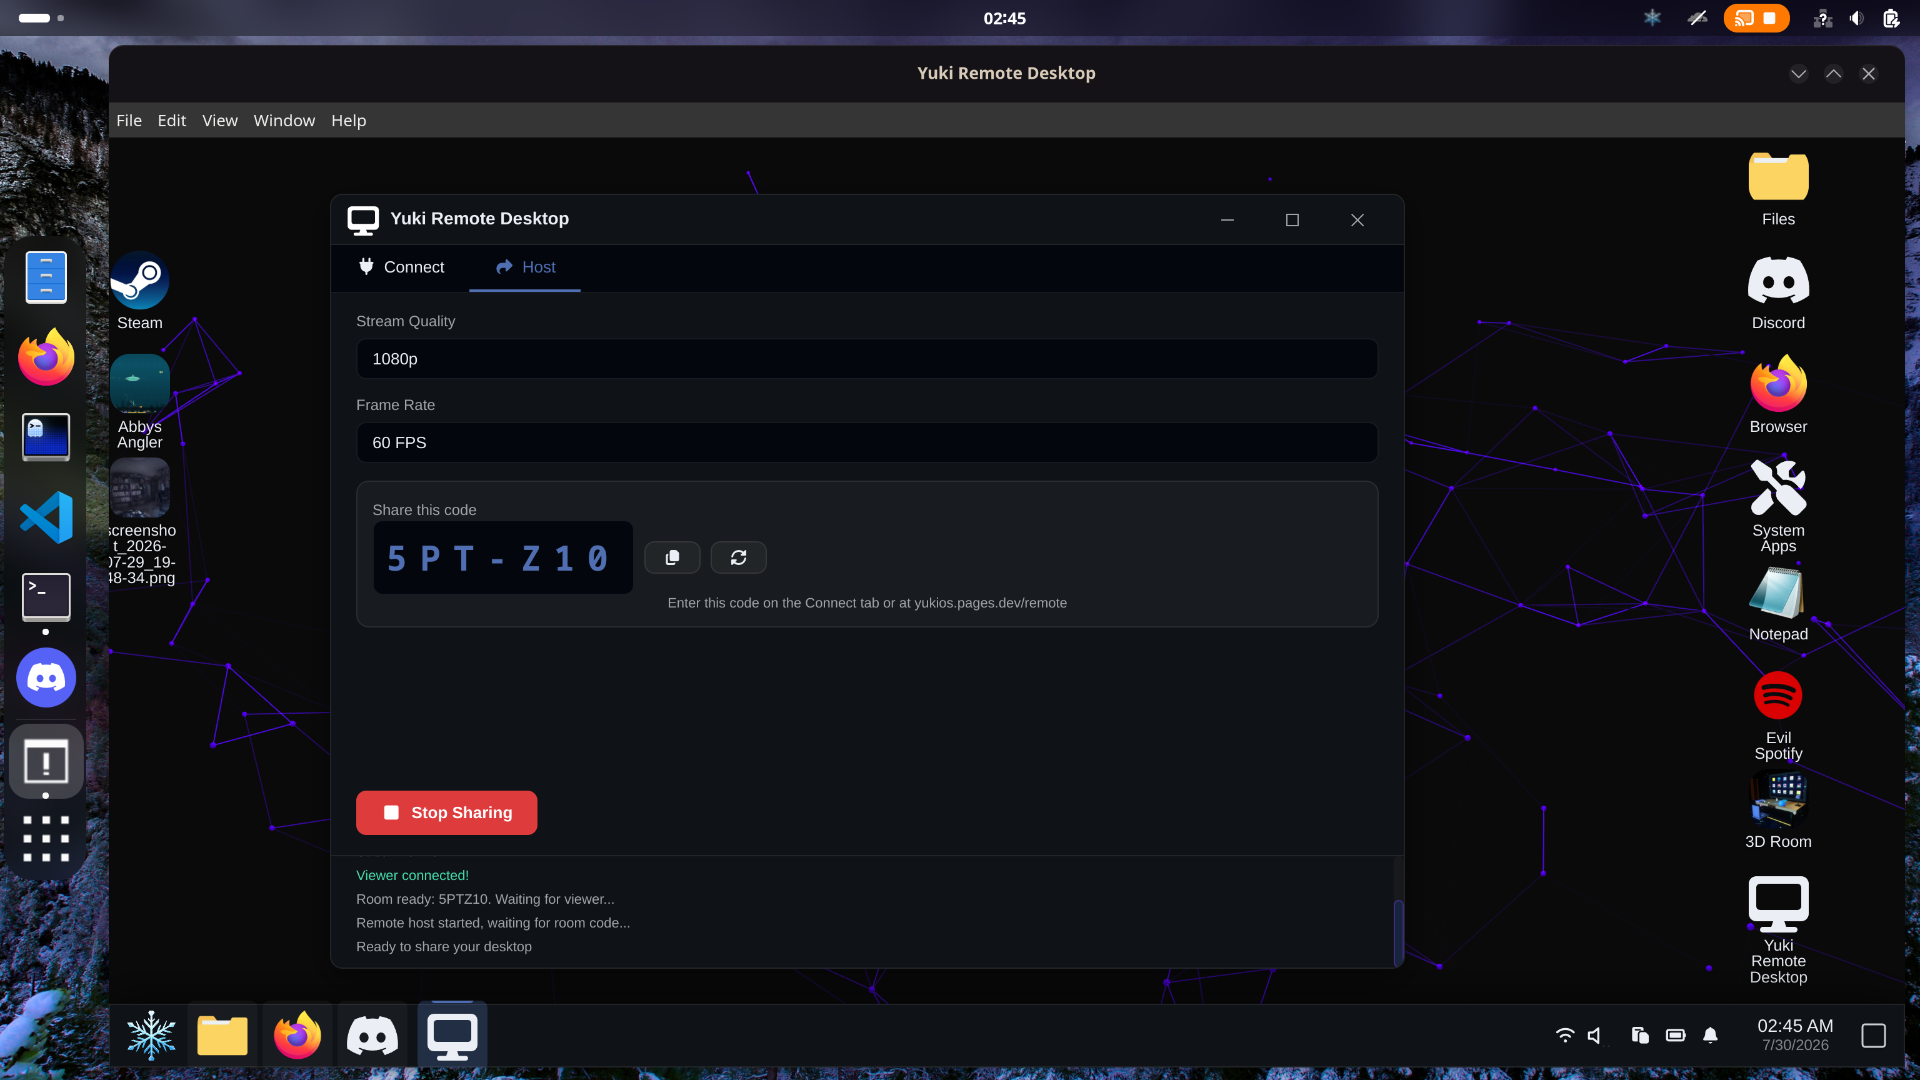 02:45
Yuki Remote Desktop
File Edit View Window Help
Yuki Remote Desktop
Connect Host
Stream Quality
1080p
Frame Rate
60 FPS
Share this code
5PT-Z10
Enter this code on the Connect tab or at yukios.pages.dev/remote
Stop Sharing
Viewer connected!
Room ready: 5PTZ10. Waiting for viewer...
Remote host started, waiting for room code...
Ready to share your desktop
Steam
Abbys
Angler
screensho
t_2026-
07-29_19-
48-34.png
Files
Discord
Browser
System
Apps
Notepad
Evil
Spotify
3D Room
Yuki
Remote
Desktop
02:45 AM
7/30/2026